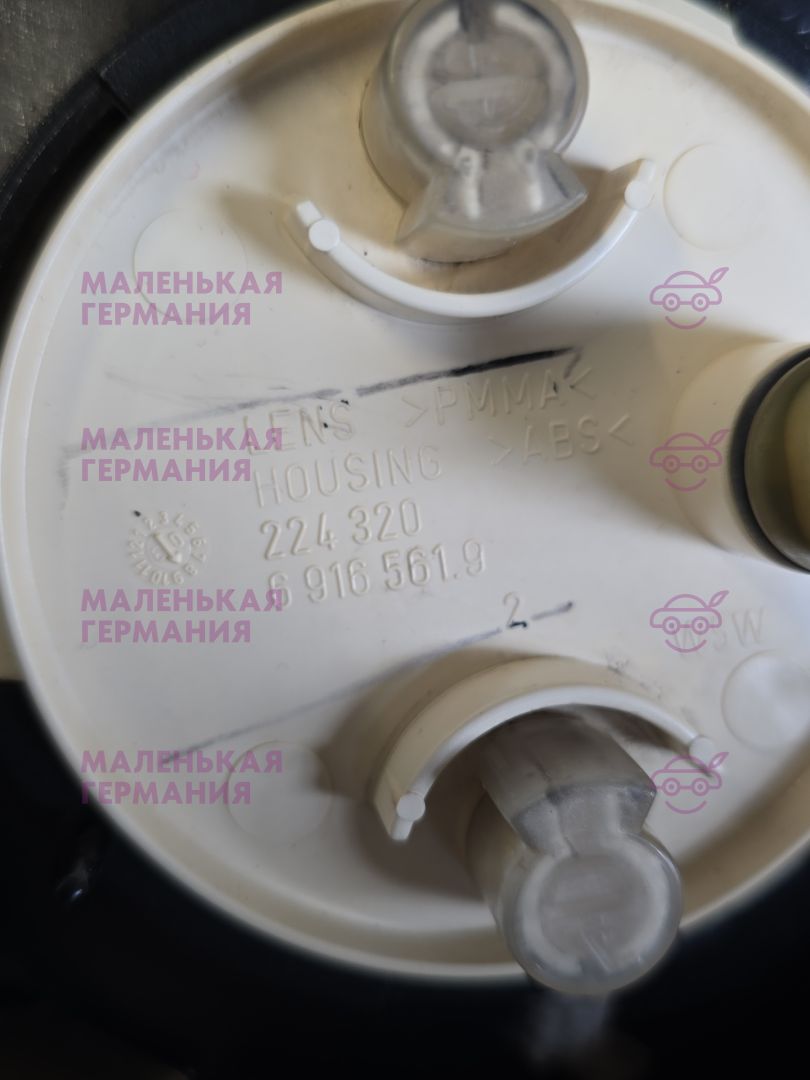 МАЛЕНЬКАЯ
ГЕРМАНИЯ
LENS >PMMA<
МАЛЕНЬКАЯ
ГЕРМАНИЯ
HOUSING >ABS<
224 320
6 916 561.9
МАЛЕНЬКАЯ
ГЕРМАНИЯ
2
W5W
МАЛЕНЬКАЯ
ГЕРМАНИЯ